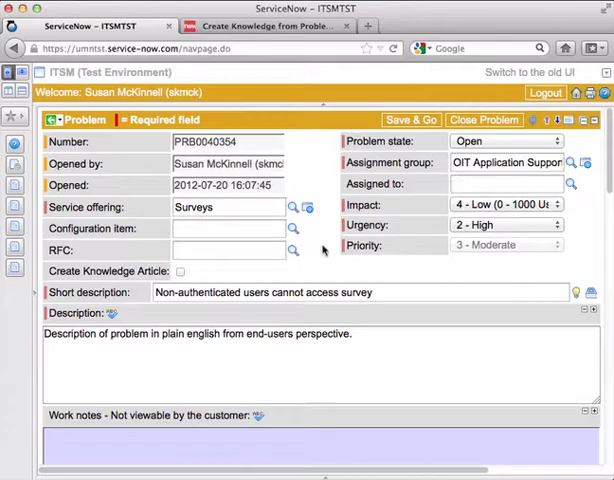 ServiceNow - ITSMTST
ServiceNow - ITSMTST
Create Knowledge from Proble...
https://umntst.service-now.com/navpage.do
Google
ITSM (Test Environment)
Switch to the old UI
Welcome: Susan McKinnell (skmck)
Logout
Problem
= Required field
Save & Go
Close Problem
Number:
PRB0040354
Problem state:
Open
Opened by:
Susan McKinnell (skmc
Assignment group:
OIT Application Suppor
Opened:
2012-07-20 16:07:45
Assigned to:
Service offering:
Surveys
Impact:
4 - Low (0 - 1000 Us
Configuration item:
Urgency:
2 - High
RFC:
Priority:
3 - Moderate
Create Knowledge Article:
Short description:
Non-authenticated users cannot access survey
Description:
Description of problem in plain english from end-users perspective.
Work notes - Not viewable by the customer: